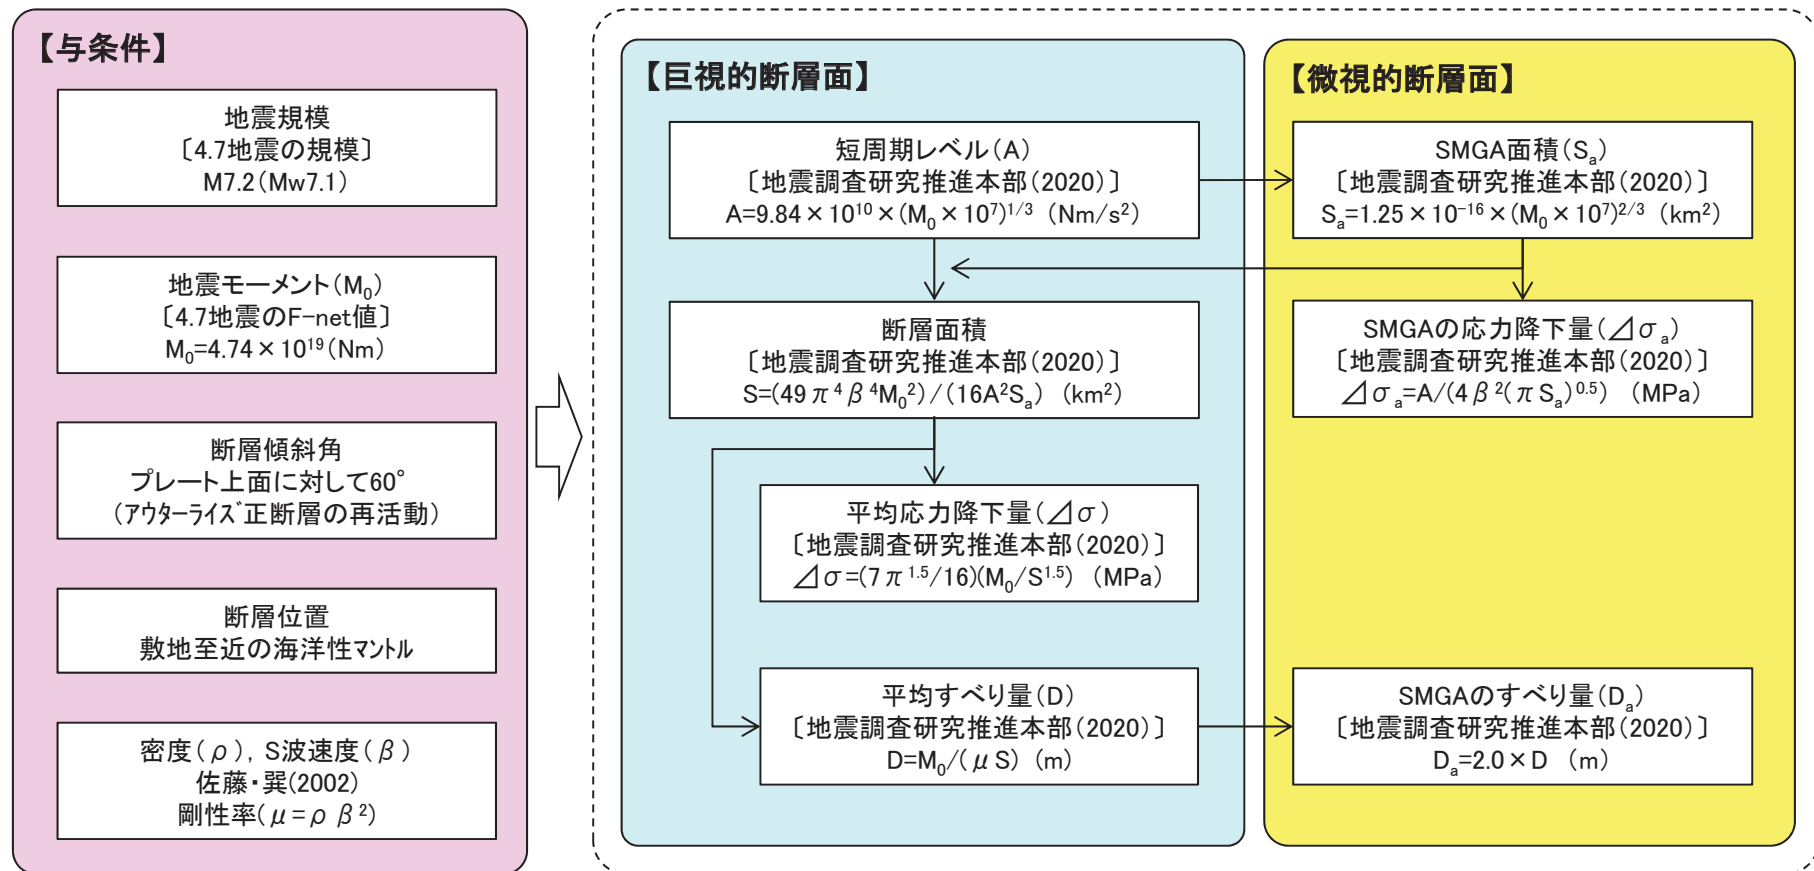 【与条件】
地震規模
〔4.7地震の規模〕
M7.2(Mw7.1)
地震モーメント(M₀)
〔4.7地震のF-net値〕
M₀=4.74×10¹⁹(Nm)
断層傾斜角
プレート上面に対して60°
(アウターライズ正断層の再活動)
断層位置
敷地至近の海洋性マントル
密度(ρ), S波速度(β)
佐藤・巽(2002)
剛性率(μ=ρβ²)
【巨視的断層面】
短周期レベル(A)
〔地震調査研究推進本部(2020)〕
A=9.84×10¹⁰×(M₀×10⁷)¹/³ (Nm/s²)
断層面積
〔地震調査研究推進本部(2020)〕
S=(49π⁴β⁴M₀²)/(16A²Sₐ) (km²)
平均応力降下量(⊿σ)
〔地震調査研究推進本部(2020)〕
⊿σ=(7π¹·⁵/16)(M₀/S¹·⁵) (MPa)
平均すべり量(D)
〔地震調査研究推進本部(2020)〕
D=M₀/(μS) (m)
【微視的断層面】
SMGA面積(Sₐ)
〔地震調査研究推進本部(2020)〕
Sₐ=1.25×10⁻¹⁶×(M₀×10⁷)²/³ (km²)
SMGAの応力降下量(⊿σₐ)
〔地震調査研究推進本部(2020)〕
⊿σₐ=A/(4β²(πSₐ)⁰·⁵) (MPa)
SMGAのすべり量(Dₐ)
〔地震調査研究推進本部(2020)〕
Dₐ=2.0×D (m)